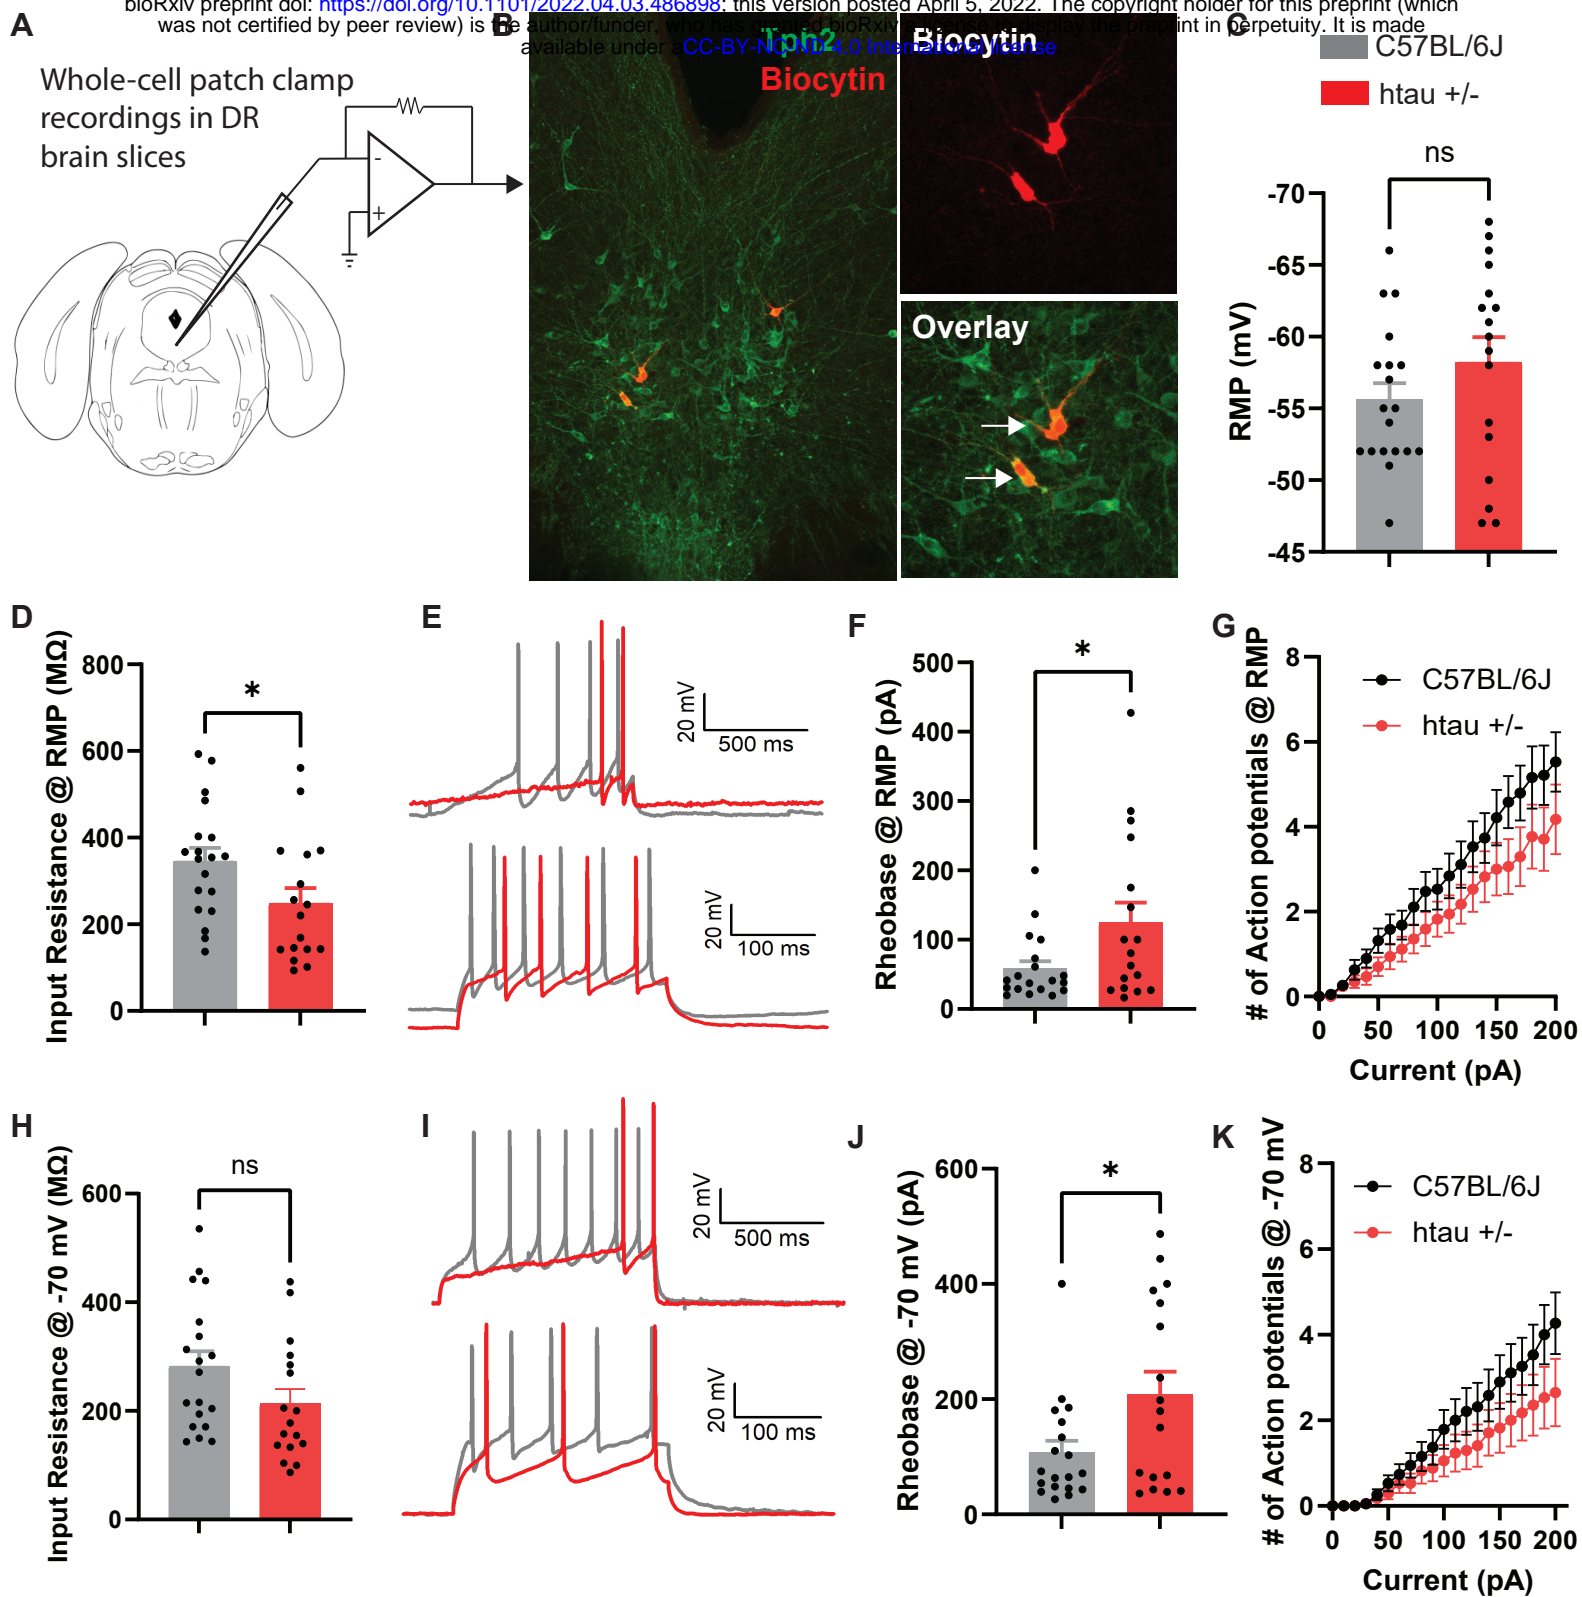 bioRxiv preprint doi: https://doi.org/10.1101/2022.04.03.486898; this version posted April 5, 2022. The copyright holder for this preprint (which
was not certified by peer review) is the author/funder, who has granted bioRxiv a license to display the preprint in perpetuity. It is made
available under aCC-BY-NC-ND 4.0 International license
A
Whole-cell patch clamp
recordings in DR
brain slices
-
+
B
Tph2
Biocytin
Biocytin
Overlay
C
C57BL/6J
htau +/-
ns
RMP (mV)
-70
-65
-60
-55
-50
-45
D
Input Resistance @ RMP (MΩ)
800
600
400
200
0
*
E
20 mV
500 ms
20 mV
100 ms
F
Rheobase @ RMP (pA)
500
400
300
200
100
0
*
G
# of Action potentials @ RMP
8
6
4
2
0
C57BL/6J
htau +/-
0 50 100 150 200
Current (pA)
H
Input Resistance @ -70 mV (MΩ)
600
400
200
0
ns
I
20 mV
500 ms
20 mV
100 ms
J
Rheobase @ -70 mV (pA)
600
400
200
0
*
K
# of Action potentials @ -70 mV
8
6
4
2
0
C57BL/6J
htau +/-
0 50 100 150 200
Current (pA)